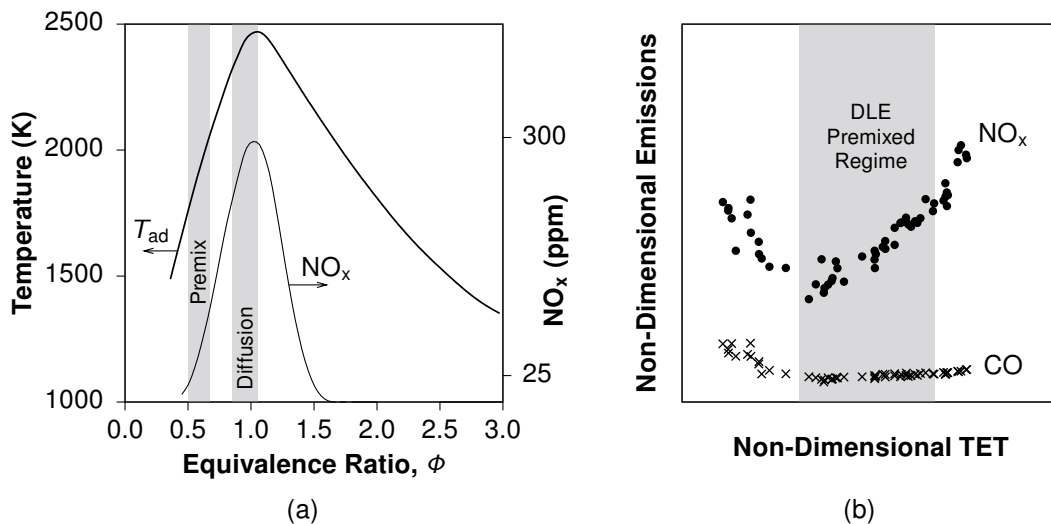 2500
2000
1500
1000
Temperature (K)
T_ad
Premix
Diffusion
NOₓ
300
25
NOₓ (ppm)
0.0 0.5 1.0 1.5 2.0 2.5 3.0
Equivalence Ratio, Φ
(a)
Non-Dimensional Emissions
DLE
Premixed
Regime
NOₓ
CO
Non-Dimensional TET
(b)